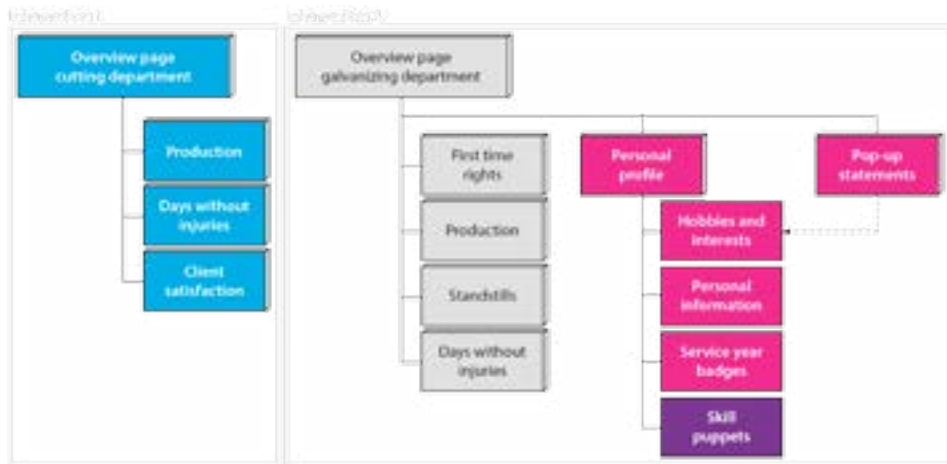 Overview page
cutting department
Production
Days without
injuries
Client
satisfaction
Overview page
galvanizing department
First time
rights
Production
Standstills
Days without
injuries
Personal
profile
Hobbies and
interests
Personal
information
Service year
badges
Skill
puppets
Pop-up
statements